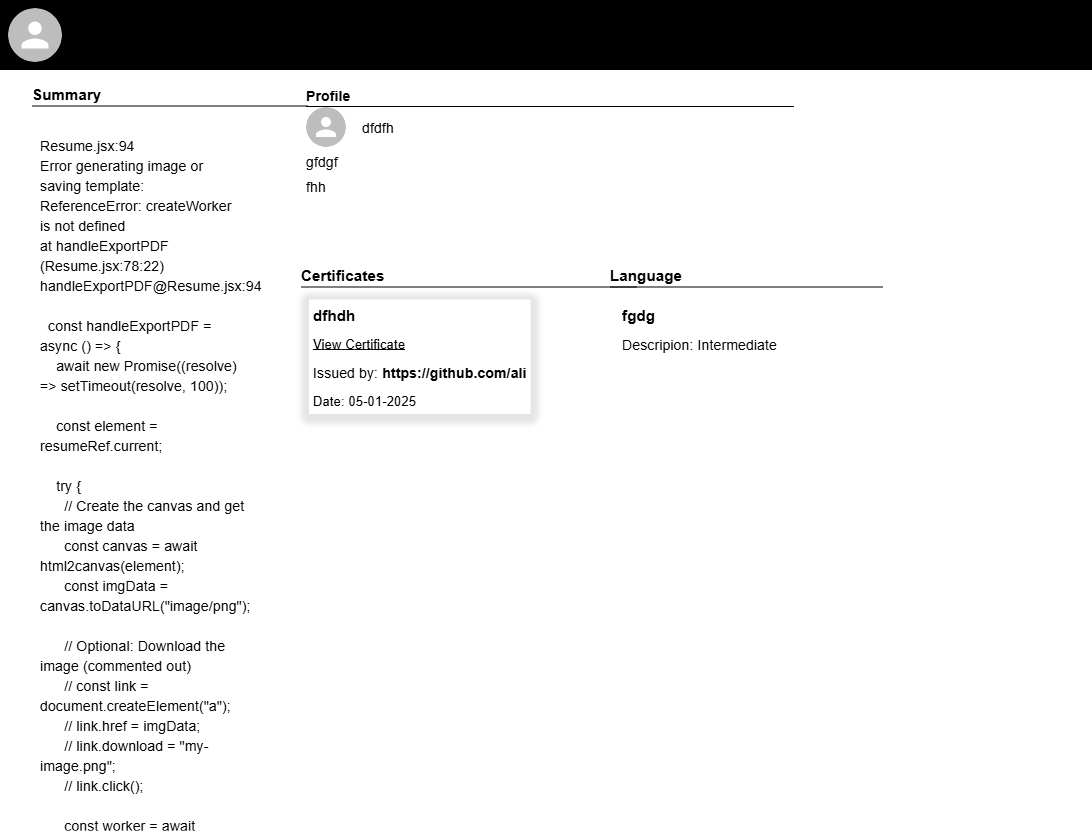 Summary
Resume.jsx:94
Error generating image or
saving template:
ReferenceError: createWorker
is not defined
at handleExportPDF
(Resume.jsx:78:22)
handleExportPDF@Resume.jsx:94
const handleExportPDF =
async () => {
await new Promise((resolve)
=> setTimeout(resolve, 100));
const element =
resumeRef.current;
try {
// Create the canvas and get
the image data
const canvas = await
html2canvas(element);
const imgData =
canvas.toDataURL("image/png");
// Optional: Download the
image (commented out)
// const link =
document.createElement("a");
// link.href = imgData;
// link.download = "my-
image.png";
// link.click();
const worker = await
Profile
dfdfh
gfdgf
fhh
Certificates
dfhdh
View Certificate
Issued by: https://github.com/ali
Date: 05-01-2025
Language
fgdg
Descripion: Intermediate